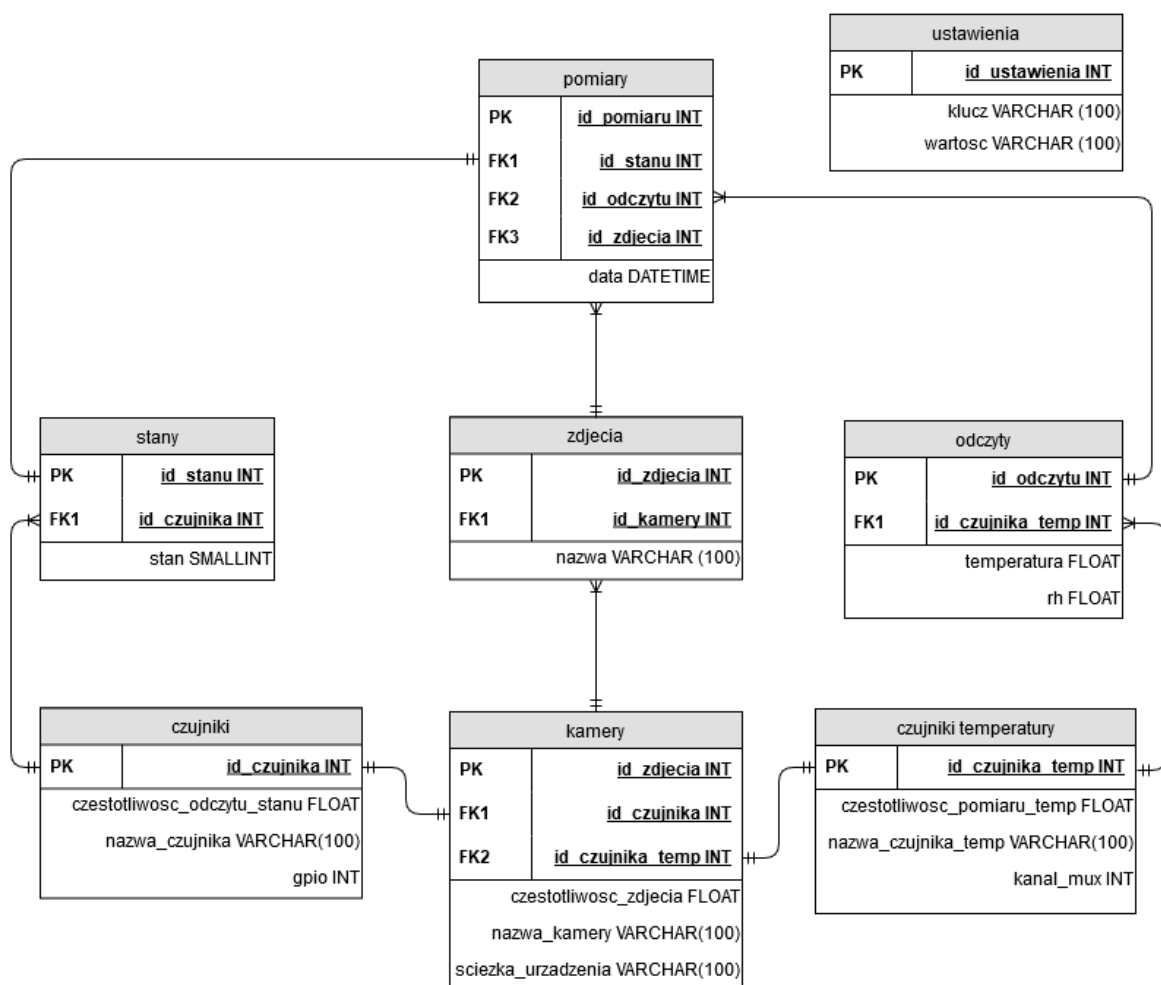 ustawienia
PK id_ustawienia INT
klucz VARCHAR (100)
wartosc VARCHAR (100)
pomiary
PK id_pomiaru INT
FK1 id_stanu INT
FK2 id_odczytu INT
FK3 id_zdjecia INT
data DATETIME
stany
PK id_stanu INT
FK1 id_czujnika INT
stan SMALLINT
zdjecia
PK id_zdjecia INT
FK1 id_kamery INT
nazwa VARCHAR (100)
odczyty
PK id_odczytu INT
FK1 id_czujnika_temp INT
temperatura FLOAT
rh FLOAT
czujniki
PK id_czujnika INT
czestotliwosc_odczytu_stanu FLOAT
nazwa_czujnika VARCHAR(100)
gpio INT
kamery
PK id_zdjecia INT
FK1 id_czujnika INT
FK2 id_czujnika_temp INT
czestotliwosc_zdjecia FLOAT
nazwa_kamery VARCHAR(100)
sciezka_urzadzenia VARCHAR(100)
czujniki temperatury
PK id_czujnika_temp INT
czestotliwosc_pomiaru_temp FLOAT
nazwa_czujnika_temp VARCHAR(100)
kanal_mux INT